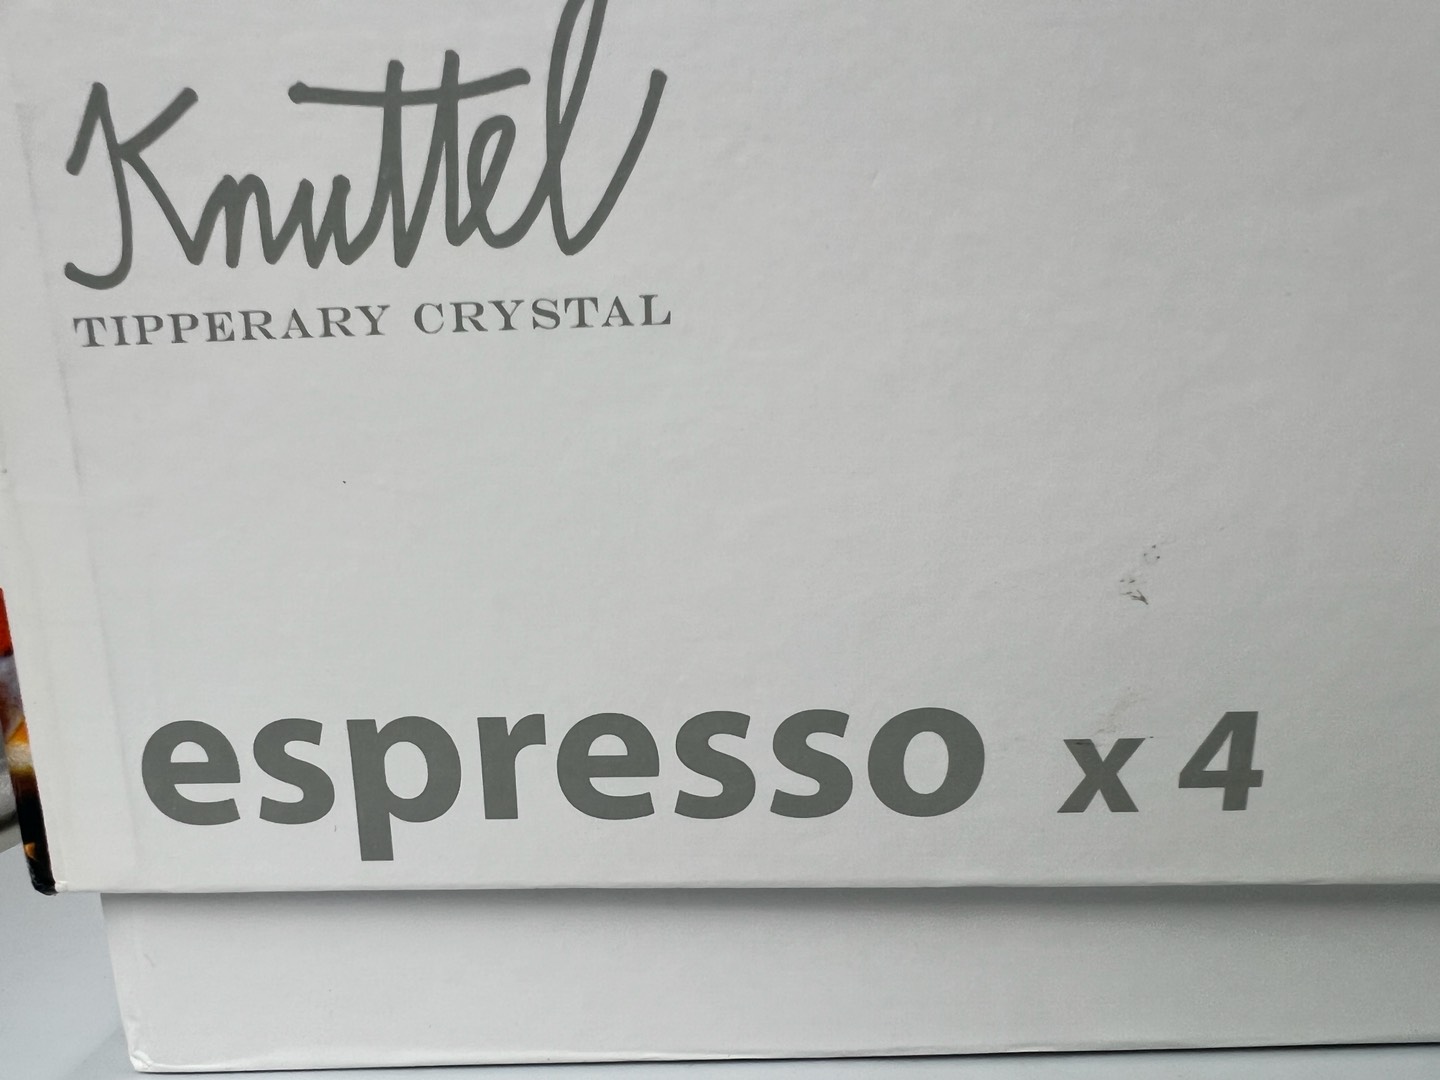 Knuttel
TIPPERARY CRYSTAL
espresso x 4